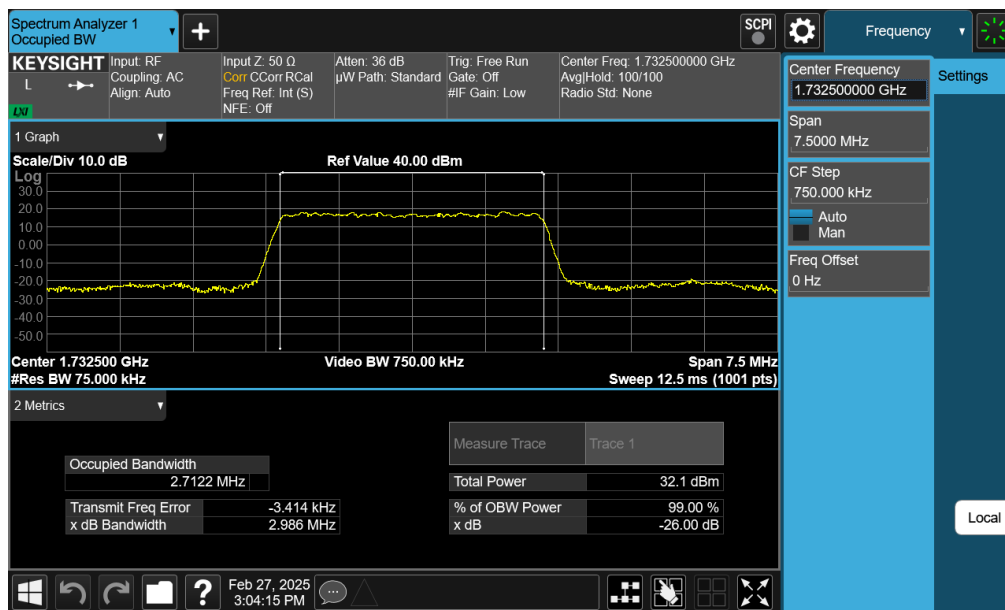 Spectrum Analyzer 1
Occupied BW
SCPI
Frequency
KEYSIGHT
L
LXI
Input: RF
Coupling: AC
Align: Auto
Input Z: 50 Ω
Corr CCorr RCal
Freq Ref: Int (S)
NFE: Off
Atten: 36 dB
µW Path: Standard
Trig: Free Run
Gate: Off
#IF Gain: Low
Center Freq: 1.732500000 GHz
Avg|Hold: 100/100
Radio Std: None
Center Frequency
1.732500000 GHz
Settings
Span
7.5000 MHz
CF Step
750.000 kHz
Auto
Man
Freq Offset
0 Hz
Local
1 Graph
Scale/Div 10.0 dB
Ref Value 40.00 dBm
Log
30.0
20.0
10.0
0.00
-10.0
-20.0
-30.0
-40.0
-50.0
Center 1.732500 GHz
Video BW 750.00 kHz
Span 7.5 MHz
#Res BW 75.000 kHz
Sweep 12.5 ms (1001 pts)
2 Metrics
Measure Trace
Trace 1
Occupied Bandwidth
2.7122 MHz
Total Power
32.1 dBm
Transmit Freq Error
-3.414 kHz
% of OBW Power
99.00 %
x dB Bandwidth
2.986 MHz
x dB
-26.00 dB
?
Feb 27, 2025
3:04:15 PM